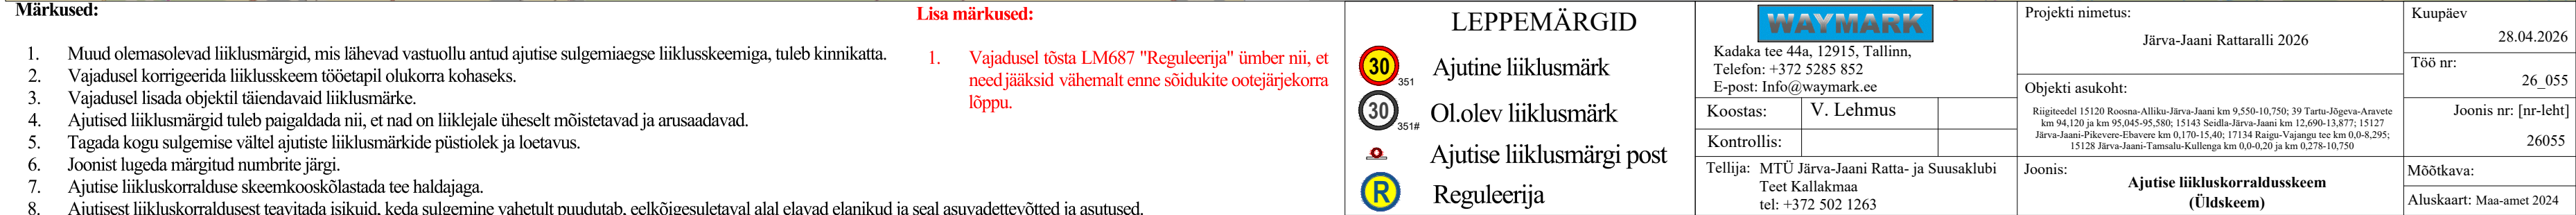 Märkused:
1. Muud olemasolevad liiklusmärgid, mis lähevad vastuollu antud ajutise sulgemiaegse liiklusskeemiga, tuleb kinnikatta.
2. Vajadusel korrigeerida liiklusskeem tööetapil olukorra kohaseks.
3. Vajadusel lisada objektil täiendavaid liiklusmärke.
4. Ajutised liiklusmärgid tuleb paigaldada nii, et nad on liiklejale üheselt mõistetavad ja arusaadavad.
5. Tagada kogu sulgemise vältel ajutiste liiklusmärkide püstiolek ja loetavus.
6. Joonist lugeda märgitud numbrite järgi.
7. Ajutise liikluskorralduse skeemkooskõlastada tee haldajaga.
8. Ajutisest liikluskorraldusest teavitada isikuid, keda sulgemine vahetult puudutab, eelkõigesuletaval alal elavad elanikud ja seal asuvadettevõtted ja asutused.
Lisa märkused:
1. Vajadusel tõsta LM687 "Reguleerija" ümber nii, et
need jääksid vähemalt enne sõidukite ootejärjekorra
lõppu.
LEPPEMÄRGID
30 351 Ajutine liiklusmärk
30 351# Ol.olev liiklusmärk
Ajutise liiklusmärgi post
R Reguleerija
WAYMARK
Kadaka tee 44a, 12915, Tallinn,
Telefon: +372 5285 852
E-post: Info@waymark.ee
Koostas: V. Lehmus
Kontrollis:
Tellija: MTÜ Järva-Jaani Ratta- ja Suusaklubi
Teet Kallakmaa
tel: +372 502 1263
Projekti nimetus:
Järva-Jaani Rattaralli 2026
Objekti asukoht:
Riigiteedel 15120 Roosna-Alliku-Järva-Jaani km 9,550-10,750; 39 Tartu-Jõgeva-Aravete
km 94,120 ja km 95,045-95,580; 15143 Seidla-Järva-Jaani km 12,690-13,877; 15127
Järva-Jaani-Pikevere-Ebavere km 0,170-15,40; 17134 Raigu-Vajangu tee km 0,0-8,295;
15128 Järva-Jaani-Tamsalu-Kullenga km 0,0-0,20 ja km 0,278-10,750
Joonis:
Ajutise liikluskorraldusskeem
(Üldskeem)
Kuupäev
28.04.2026
Töö nr:
26_055
Joonis nr: [nr-leht]
26055
Mõõtkava:
Aluskaart: Maa-amet 2024